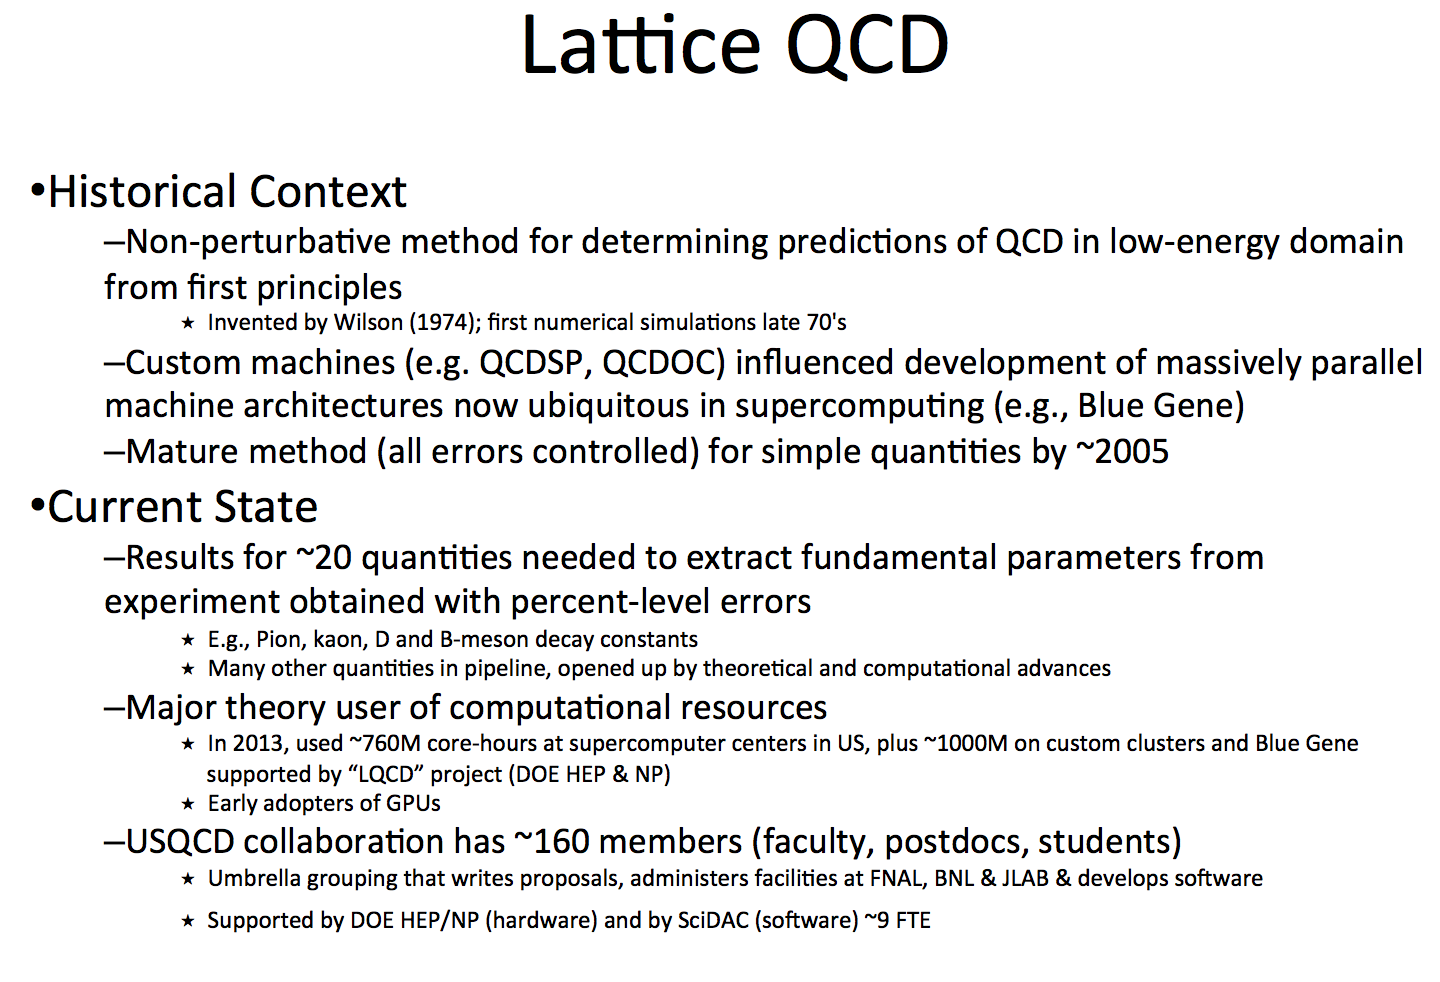 Lattice QCD
•Historical Context
–Non-perturbative method for determining predictions of QCD in low-energy domain
from first principles
★ Invented by Wilson (1974); first numerical simulations late 70's
–Custom machines (e.g. QCDSP, QCDOC) influenced development of massively parallel
machine architectures now ubiquitous in supercomputing (e.g., Blue Gene)
–Mature method (all errors controlled) for simple quantities by ~2005
•Current State
–Results for ~20 quantities needed to extract fundamental parameters from
experiment obtained with percent-level errors
★ E.g., Pion, kaon, D and B-meson decay constants
★ Many other quantities in pipeline, opened up by theoretical and computational advances
–Major theory user of computational resources
★ In 2013, used ~760M core-hours at supercomputer centers in US, plus ~1000M on custom clusters and Blue Gene
supported by “LQCD” project (DOE HEP & NP)
★ Early adopters of GPUs
–USQCD collaboration has ~160 members (faculty, postdocs, students)
★ Umbrella grouping that writes proposals, administers facilities at FNAL, BNL & JLAB & develops software
★ Supported by DOE HEP/NP (hardware) and by SciDAC (software) ~9 FTE